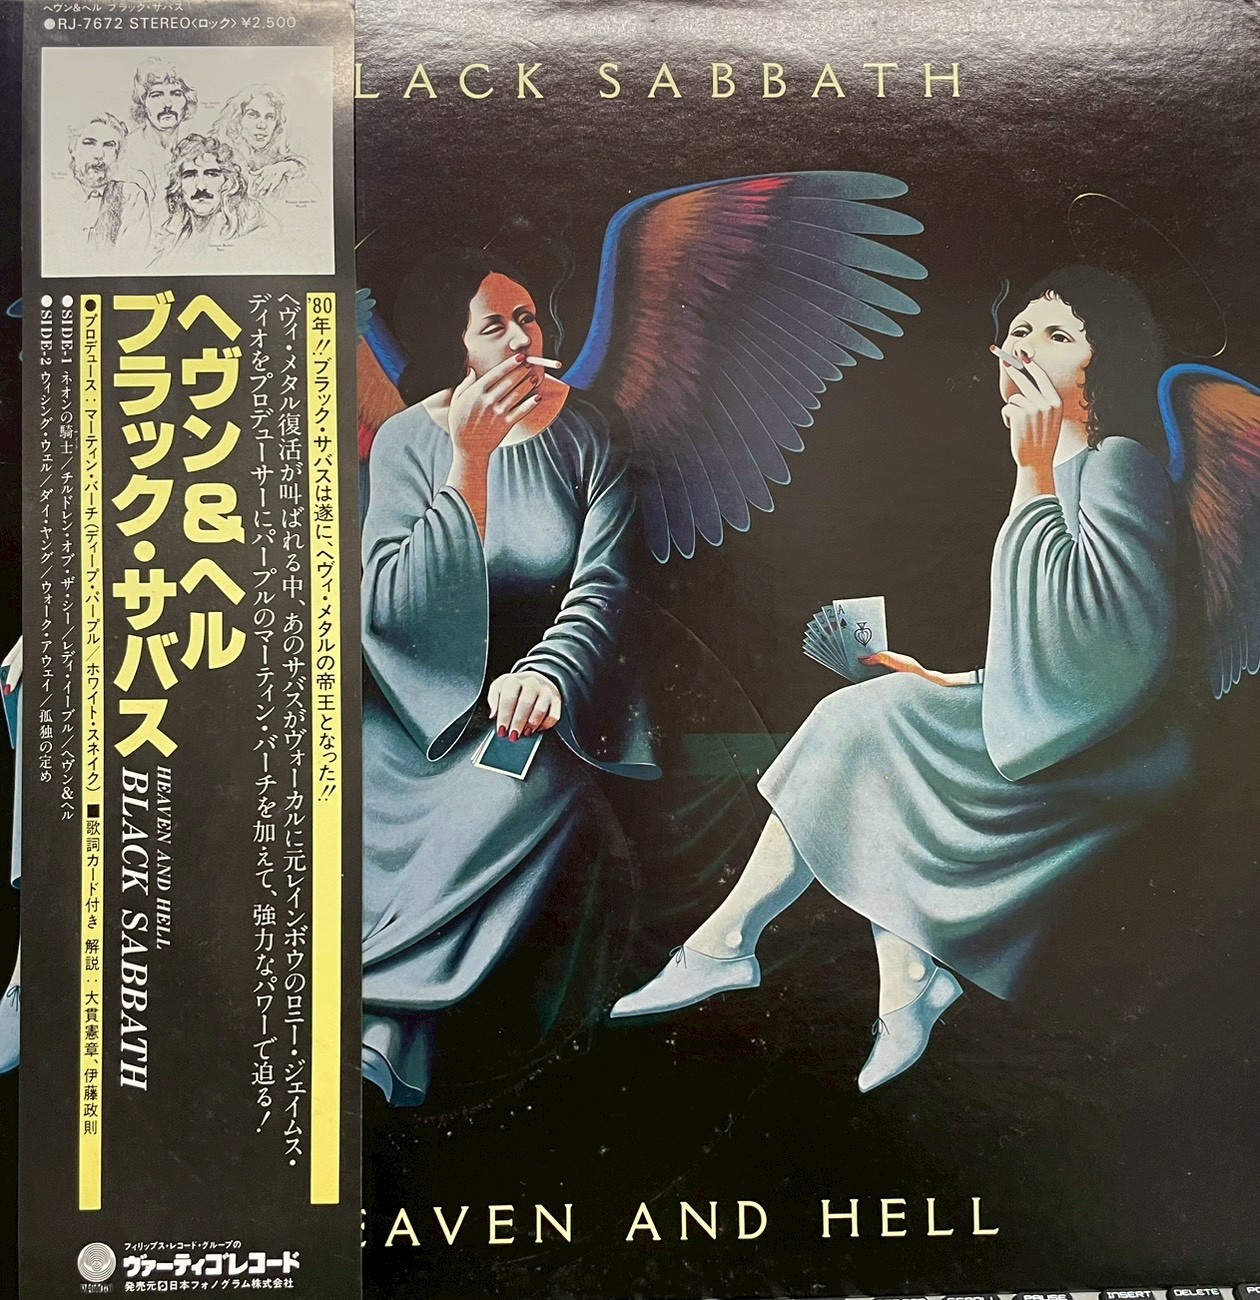 ヘヴン&ヘル ブラック・サバス
●RJ-7672 STEREO〈ロック〉¥2,500
'80年!!ブラック・サバスは遂に、ヘヴィ・メタルの帝王となった!!
ヘヴィ・メタル復活が叫ばれる中、あのサバスがヴォーカルに元レインボウのロニー・ジェイムス・
ディオをプロデューサーにパープルのマーティン・バーチを加えて、強力なパワーで迫る!
ヘヴン&ヘル
HEAVEN AND HELL
ブラック・サバス BLACK SABBATH
●プロデュース:マーティン・バーチ(ディープ・パープル/ホワイト・スネイク) ■歌詞カード付き 解説:大貫憲章、伊藤政則
●SIDE-1 ネオンの騎士/チルドレン・オブ・ザ・シー/レディ・イーブル/ヘヴン&ヘル
●SIDE-2 ウィシング・ウェル/ダイ・ヤング/ウォーク・アウェイ/孤独の定め
フィリップス・レコード・グループの
ヴァーティゴレコード
発売元 日本フォノグラム株式会社
LACK SABBATH
A
2
EAVEN AND HELL
SCROLL
PAUSE
INSERT
DELETE